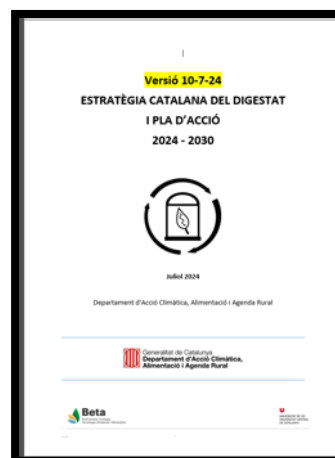 Versió 10-7-24
ESTRATÈGIA CATALANA DEL DIGESTAT
I PLA D'ACCIÓ
2024 - 2030
Juliol 2024
Departament d'Acció Climàtica, Alimentació i Agenda Rural
Generalitat de Catalunya
Departament d'Acció Climàtica,
Alimentació i Agenda Rural
Beta